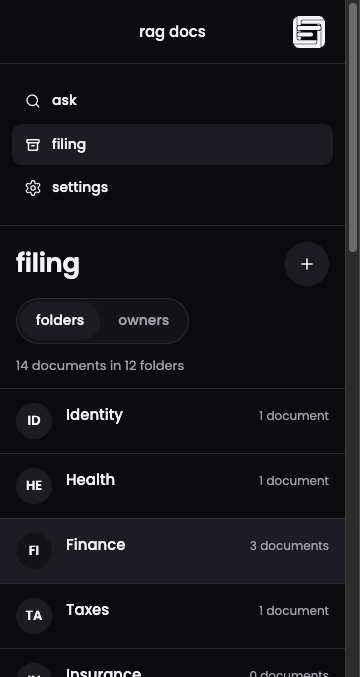 rag docs
ask
filing
settings
filing
+
folders owners
14 documents in 12 folders
ID Identity 1 document
HE Health 1 document
FI Finance 3 documents
TA Taxes 1 document
Insurance 0 documents